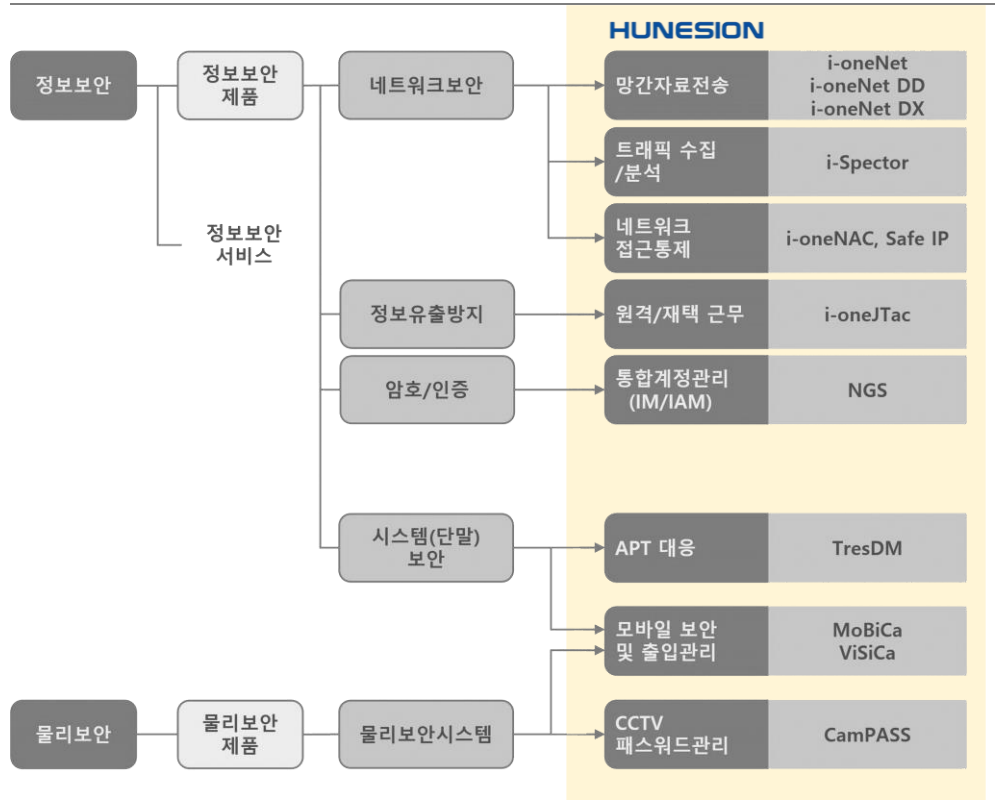 HUNESION
정보보안
정보보안
제품
네트워크보안
망간자료전송
i-oneNet
i-oneNet DD
i-oneNet DX
트래픽 수집
/분석
i-Spector
정보보안
서비스
네트워크
접근통제
i-oneNAC, Safe IP
정보유출방지
원격/재택 근무
i-oneJTac
암호/인증
통합계정관리
(IM/IAM)
NGS
시스템(단말)
보안
APT 대응
TresDM
모바일 보안
및 출입관리
MoBiCa
ViSiCa
물리보안
물리보안
제품
물리보안시스템
CCTV
패스워드관리
CamPASS